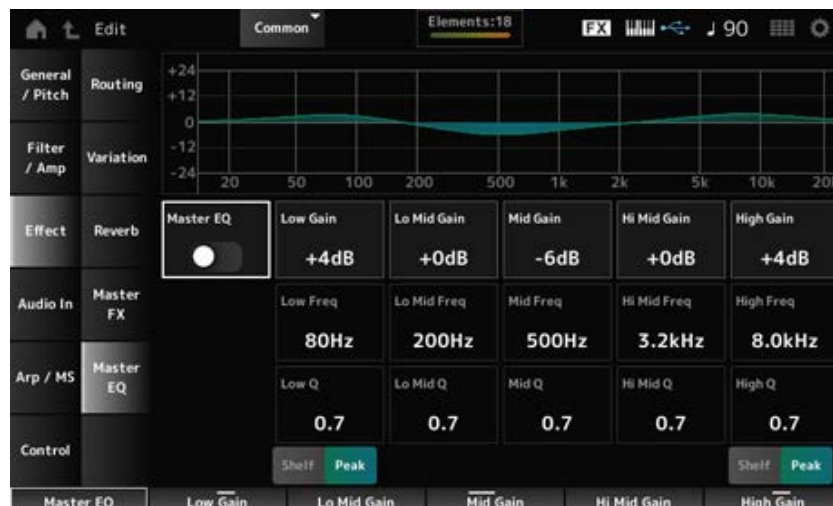 Edit
Common
Elements:18
FX
90
General / Pitch
Routing
Filter / Amp
Variation
Effect
Reverb
Audio In
Master FX
Arp / MS
Master EQ
Control
+24
+12
0
-12
-24
20 50 100 200 500 1k 2k 5k 10k 20
Master EQ Low Gain Lo Mid Gain Mid Gain Hi Mid Gain High Gain
+4dB +0dB -6dB +0dB +4dB
Low Freq Lo Mid Freq Mid Freq Hi Mid Freq High Freq
80Hz 200Hz 500Hz 3.2kHz 8.0kHz
Low Q Lo Mid Q Mid Q Hi Mid Q High Q
0.7 0.7 0.7 0.7 0.7
Shelf Peak Shelf Peak
Master EQ Low Gain Lo Mid Gain Mid Gain Hi Mid Gain High Gain